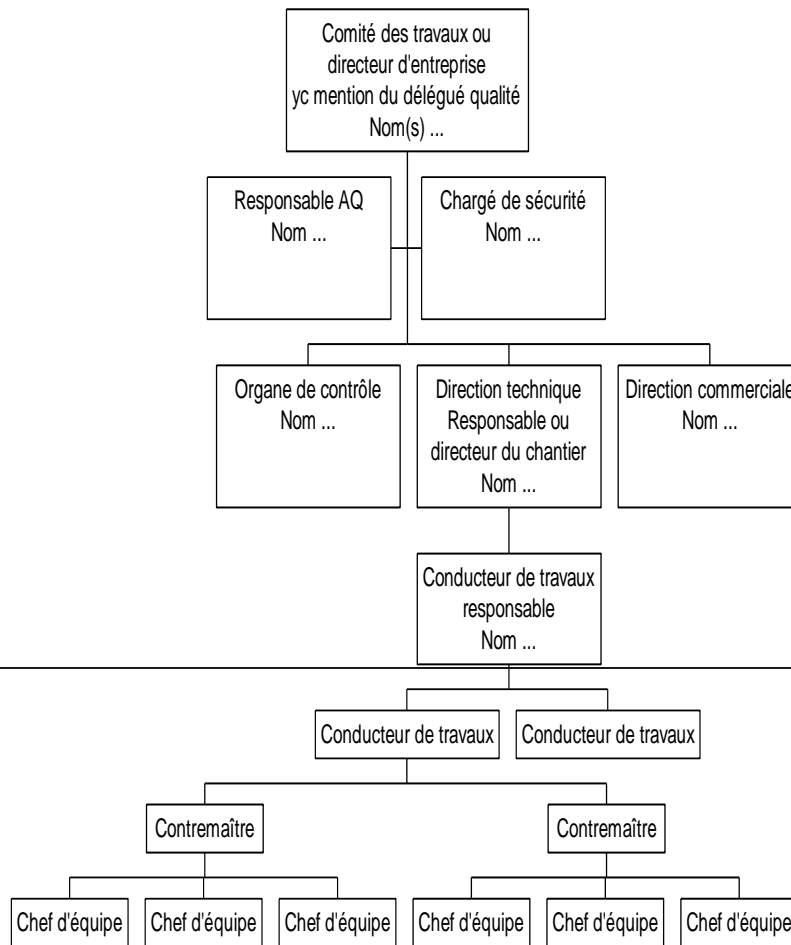 Comité des travaux ou
directeur d'entreprise
yc mention du délégué qualité
Nom(s) ...
Responsable AQ
Nom ...
Chargé de sécurité
Nom ...
Organe de contrôle
Nom ...
Direction technique
Responsable ou
directeur du chantier
Nom ...
Direction commerciale
Nom ...
Conducteur de travaux
responsable
Nom ...
Conducteur de travaux
Conducteur de travaux
Contremaître
Contremaître
Chef d'équipe
Chef d'équipe
Chef d'équipe
Chef d'équipe
Chef d'équipe
Chef d'équipe